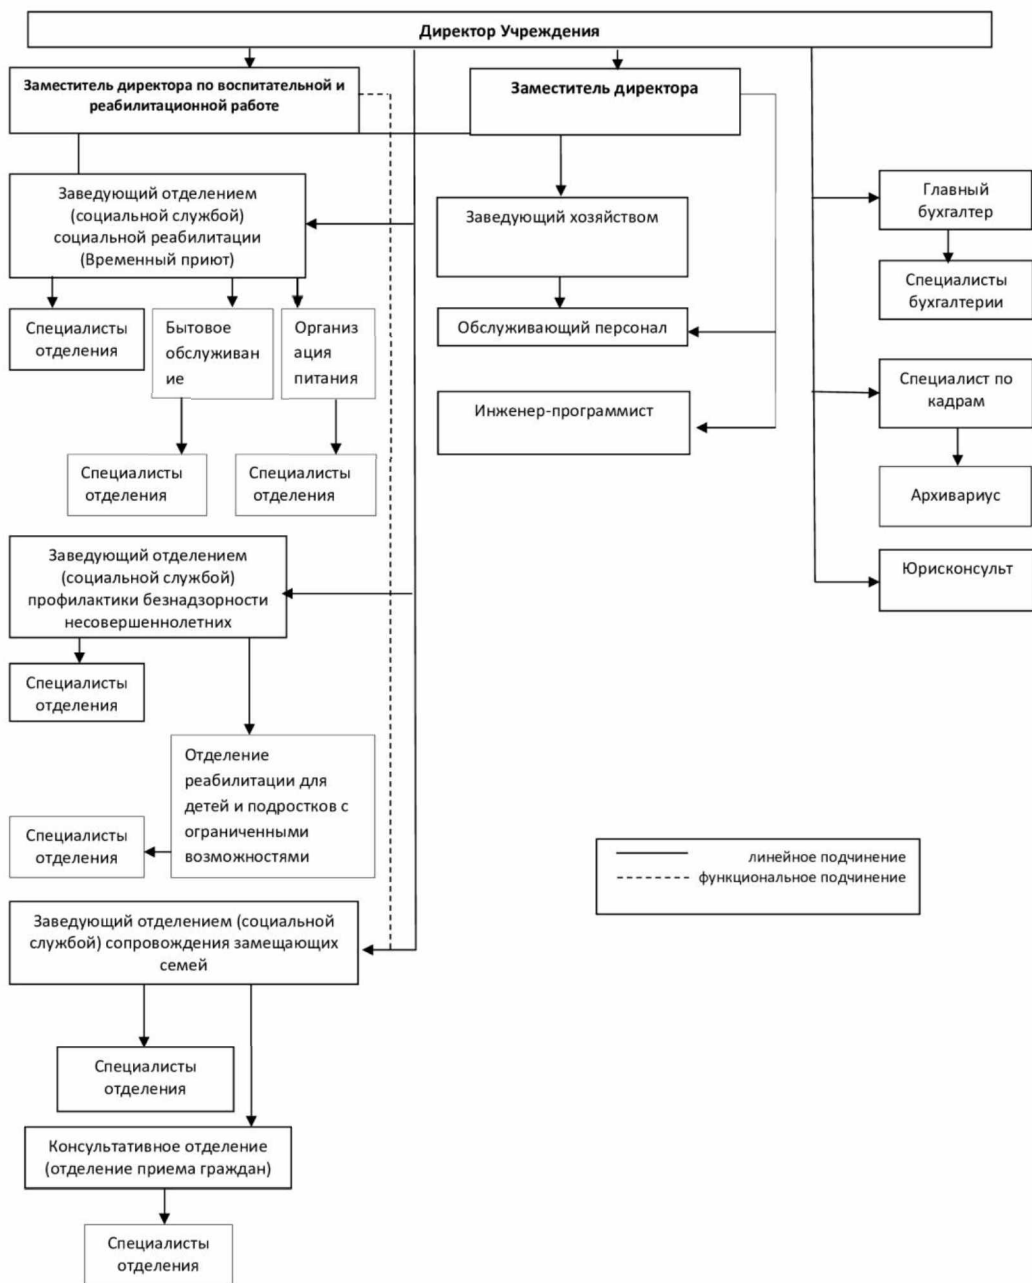 Директор Учреждения
Заместитель директора по воспитательной и
реабилитационной работе
Заместитель директора
Заведующий отделением
(социальной службой)
социальной реабилитации
(Временный приют)
Заведующий хозяйством
Главный
бухгалтер
Специалисты
бухгалтерии
Специалисты
отделения
Бытовое
обслуживан
ие
Организ
ация
питания
Обслуживающий персонал
Специалист по
кадрам
Инженер-программист
Специалисты
отделения
Специалисты
отделения
Архивариус
Заведующий отделением
(социальной службой)
профилактики безнадзорности
несовершеннолетних
Юрисконсульт
Специалисты
отделения
Отделение
реабилитации для
детей и подростков с
ограниченными
возможностями
Специалисты
отделения
линейное подчинение
функциональное подчинение
Заведующий отделением (социальной
службой) сопровождения замещающих
семей
Специалисты
отделения
Консультативное отделение
(отделение приема граждан)
Специалисты
отделения